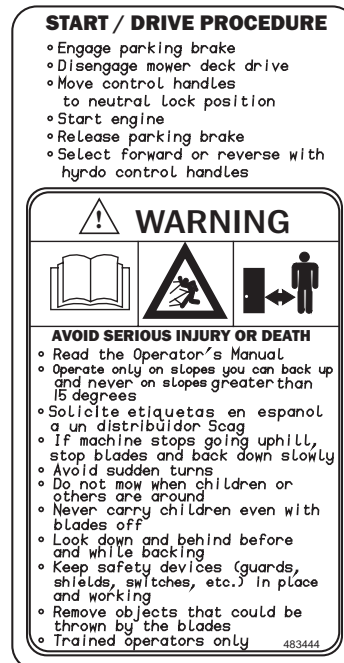 START / DRIVE PROCEDURE
◦ Engage parking brake
◦ Disengage mower deck drive
◦ Move control handles
to neutral lock position
◦ Start engine
◦ Release parking brake
◦ Select forward or reverse with
hyrdo control handles
! WARNING
AVOID SERIOUS INJURY OR DEATH
◦ Read the Operator's Manual
◦ Operate only on slopes you can back up
and never on slopes greater than
15 degrees
◦ Solicite etiquetas en espanol
a un distribuidor Scag
◦ If machine stops going uphill,
stop blades and back down slowly
◦ Avoid sudden turns
◦ Do not mow when children or
others are around
◦ Never carry children even with
blades off
◦ Look down and behind before
and while backing
◦ Keep safety devices (guards,
shields, switches, etc.) in place
and working
◦ Remove objects that could be
thrown by the blades
◦ Trained operators only 483444